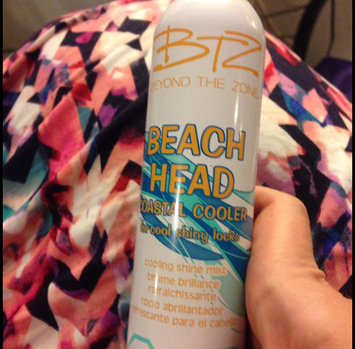 BTZ
BEYOND THE ZONE
BEACH
HEAD
COASTAL COOLER
for cool shiny locks
cooling shine mist
brume brillance
rafraîchissante
rocío abrillantador
refrescante para el cabello